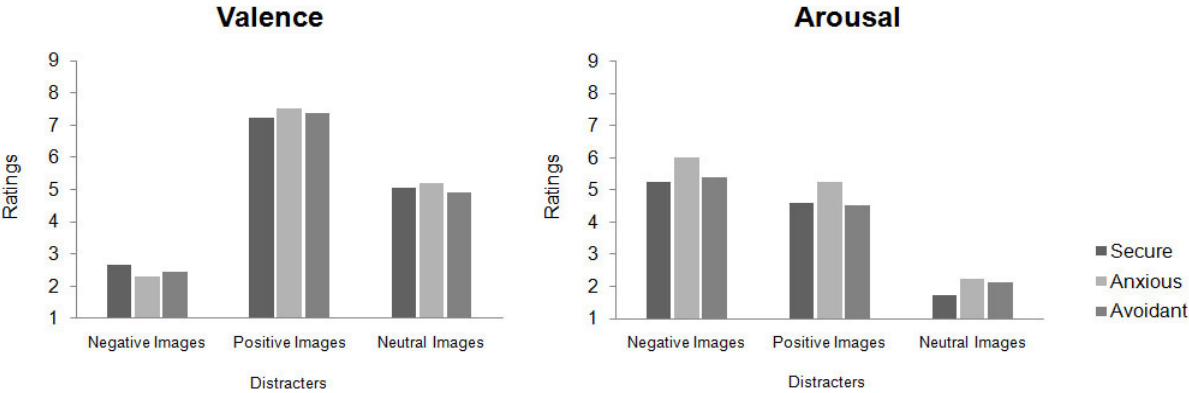 Valence
9
8
7
6
5
4
3
2
1
Ratings
Negative Images Positive Images Neutral Images
Distracters
Arousal
9
8
7
6
5
4
3
2
1
Ratings
Negative Images Positive Images Neutral Images
Distracters
Secure
Anxious
Avoidant